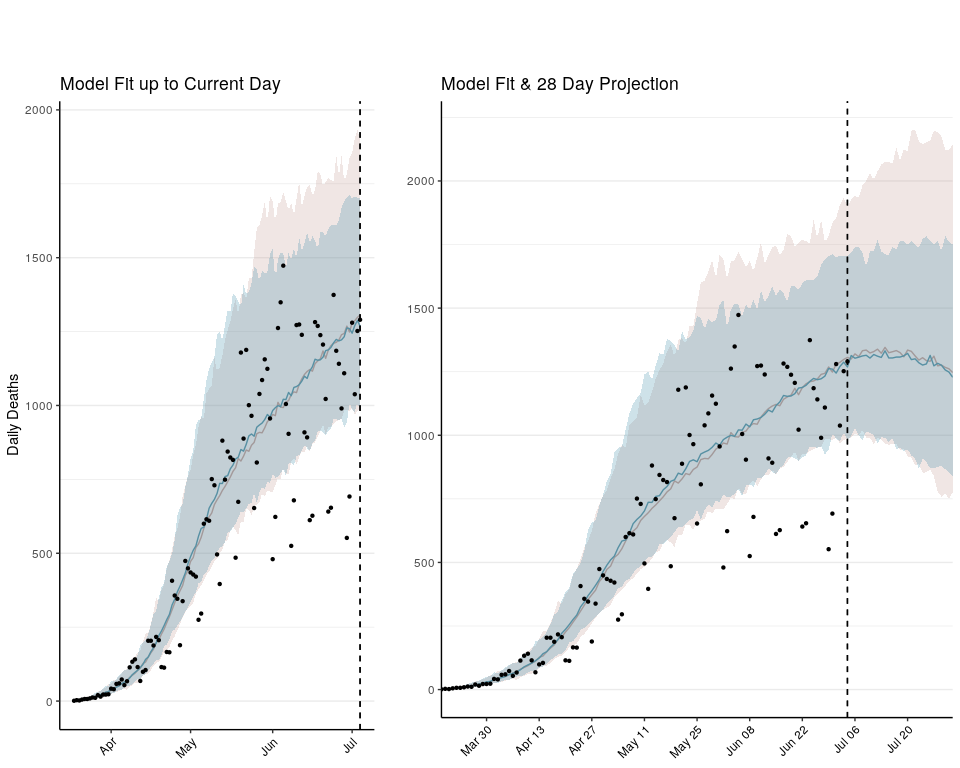 Model Fit up to Current Day
Daily Deaths
2000
1500
1000
500
0
Apr
May
Jun
Jul
Model Fit & 28 Day Projection
2000
1500
1000
500
0
Mar 30
Apr 13
Apr 27
May 11
May 25
Jun 08
Jun 22
Jul 06
Jul 20